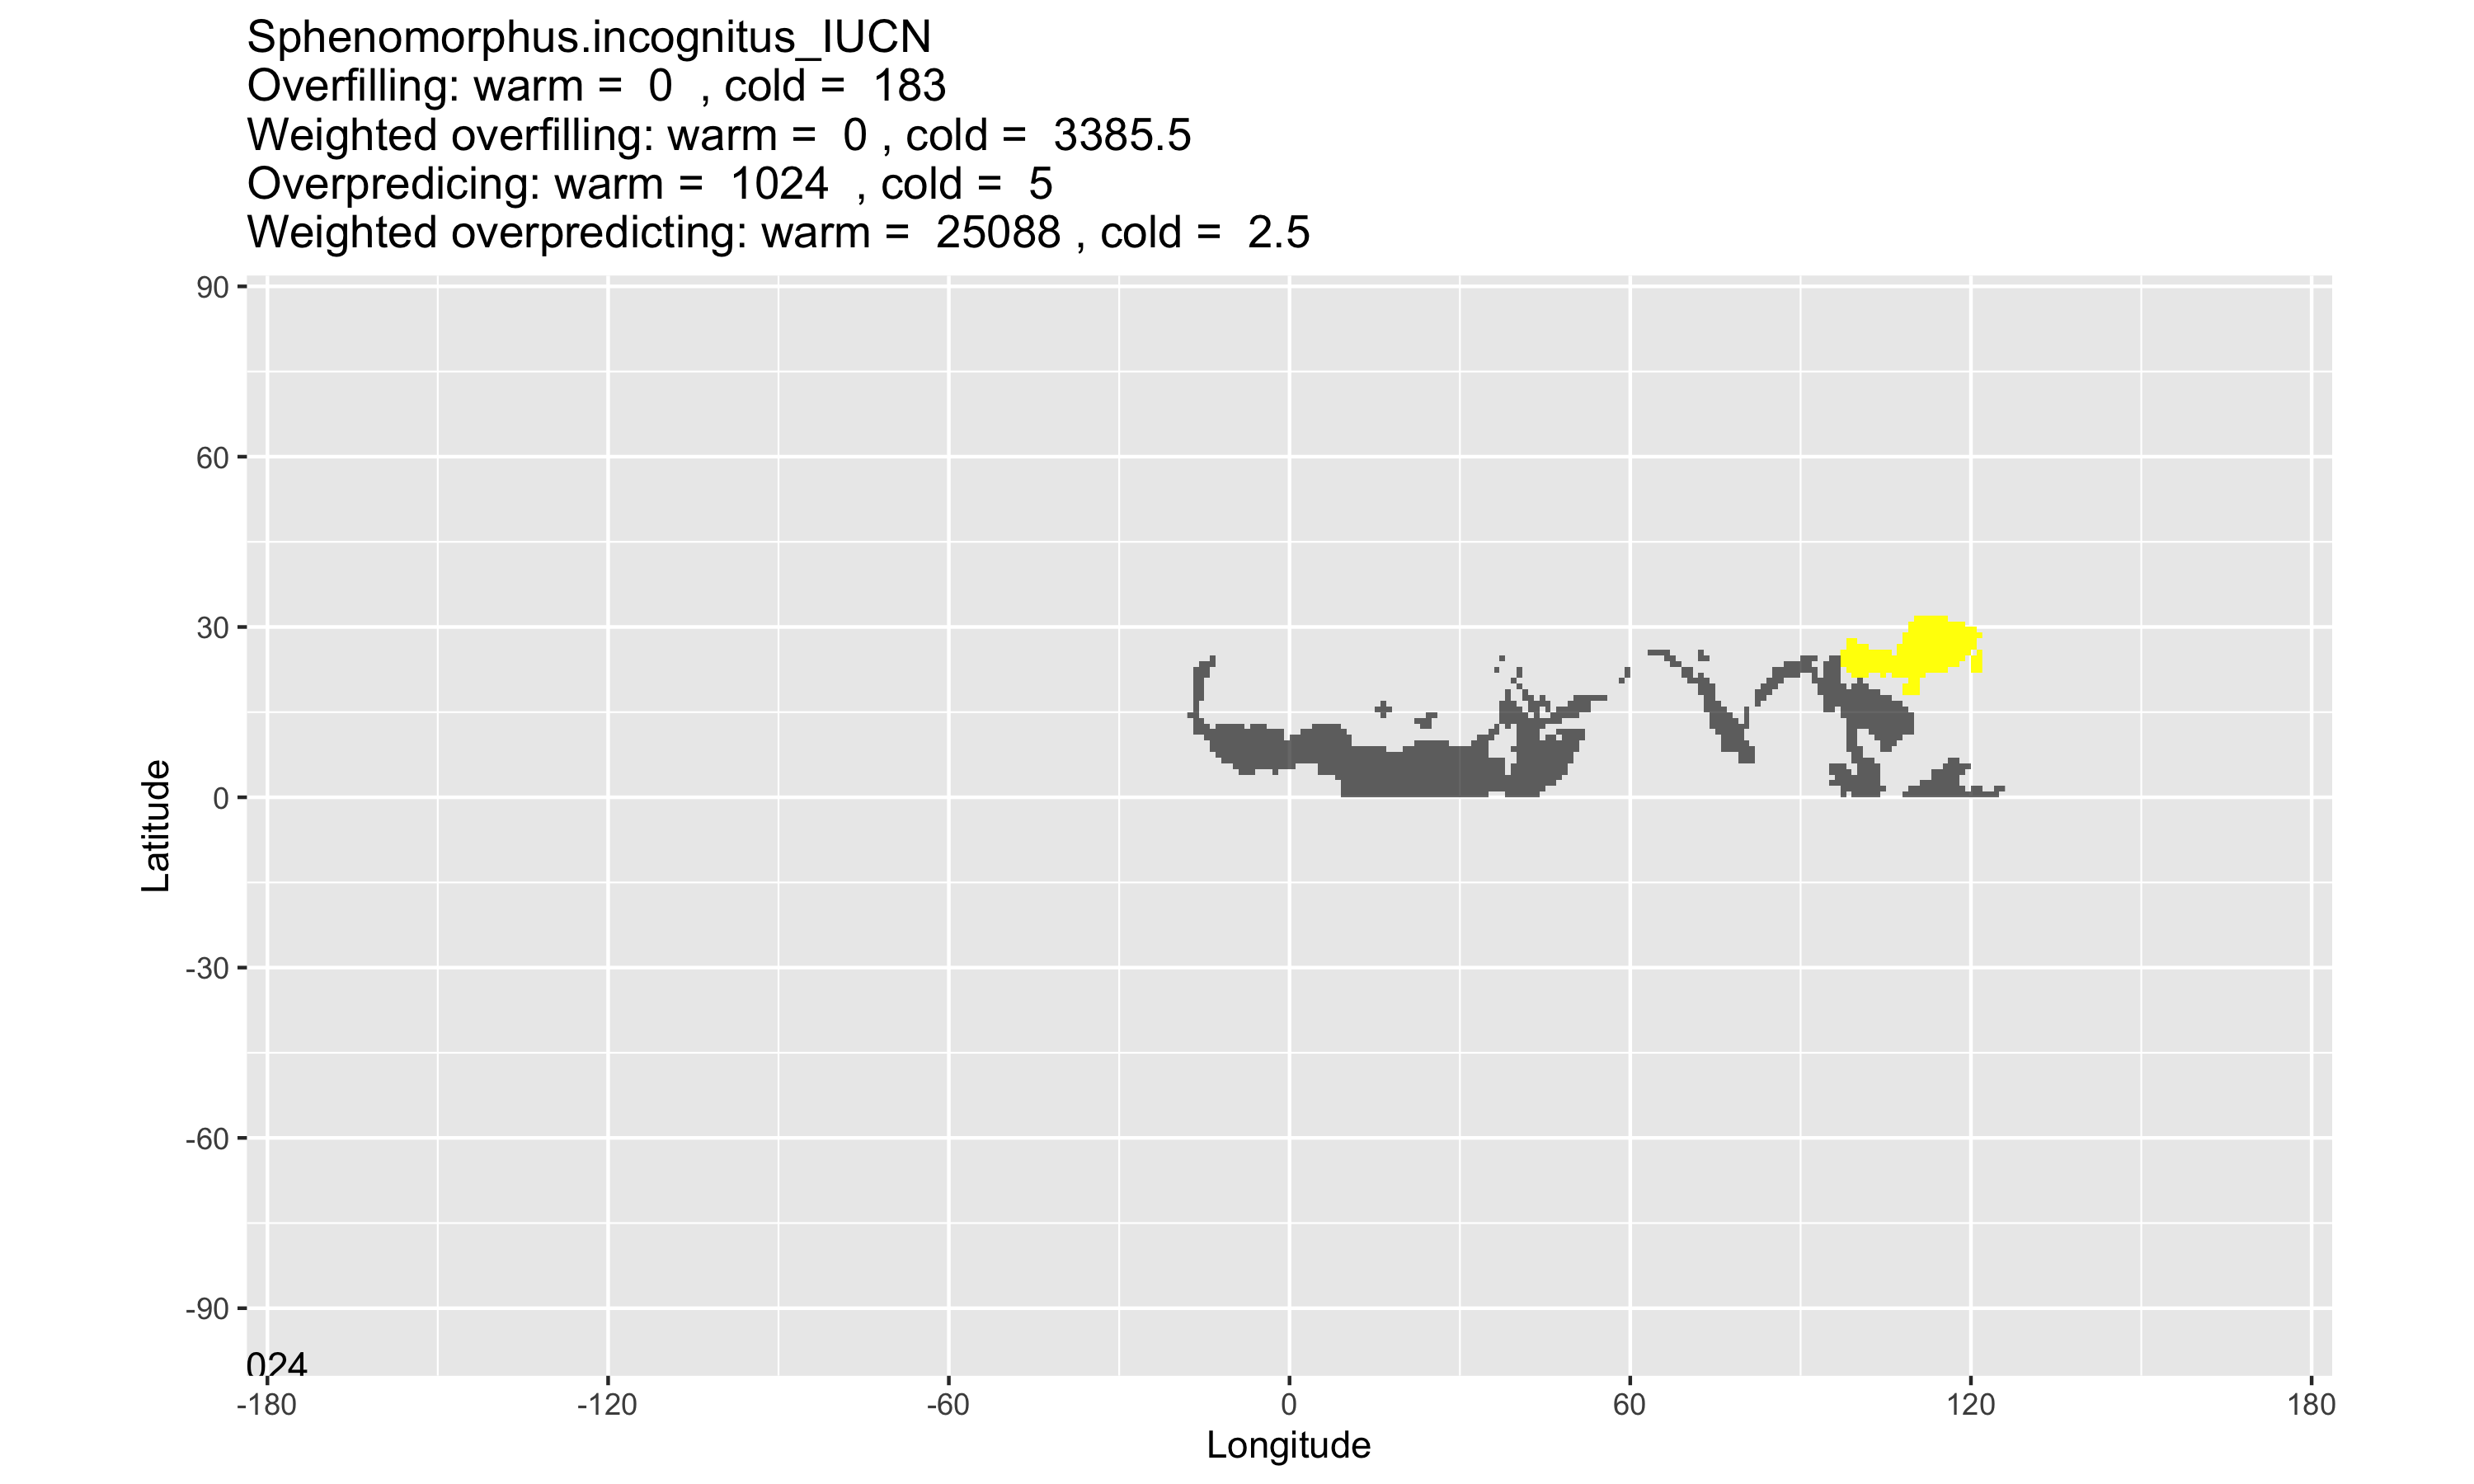 Sphenomorphus.incognitus_IUCN
Overfilling: warm = 0 , cold = 183
Weighted overfilling: warm = 0 , cold = 3385.5
Overpredicing: warm = 1024 , cold = 5
Weighted overpredicting: warm = 25088 , cold = 2.5
90
60
30
0
-30
-60
-90
Latitude
024
-180
-120
-60
0
60
120
180
Longitude